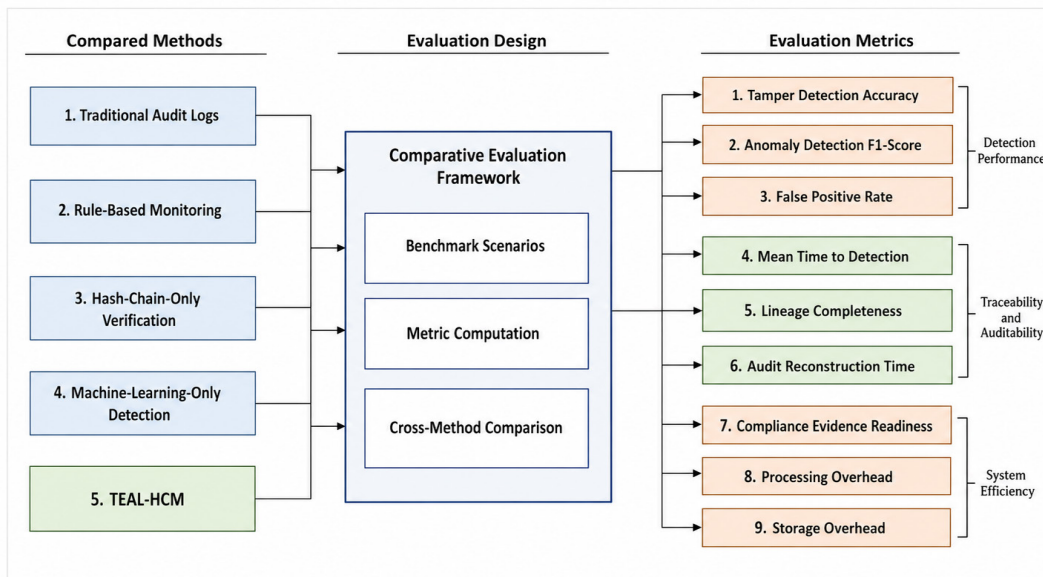 Compared Methods
1. Traditional Audit Logs
2. Rule-Based Monitoring
3. Hash-Chain-Only
Verification
4. Machine-Learning-Only
Detection
5. TEAL-HCM
Evaluation Design
Comparative Evaluation
Framework
Benchmark Scenarios
Metric Computation
Cross-Method Comparison
Evaluation Metrics
1. Tamper Detection Accuracy
2. Anomaly Detection F1-Score
3. False Positive Rate
Detection
Performance
4. Mean Time to Detection
5. Lineage Completeness
6. Audit Reconstruction Time
Traceability
and
Auditability
7. Compliance Evidence Readiness
8. Processing Overhead
9. Storage Overhead
System
Efficiency